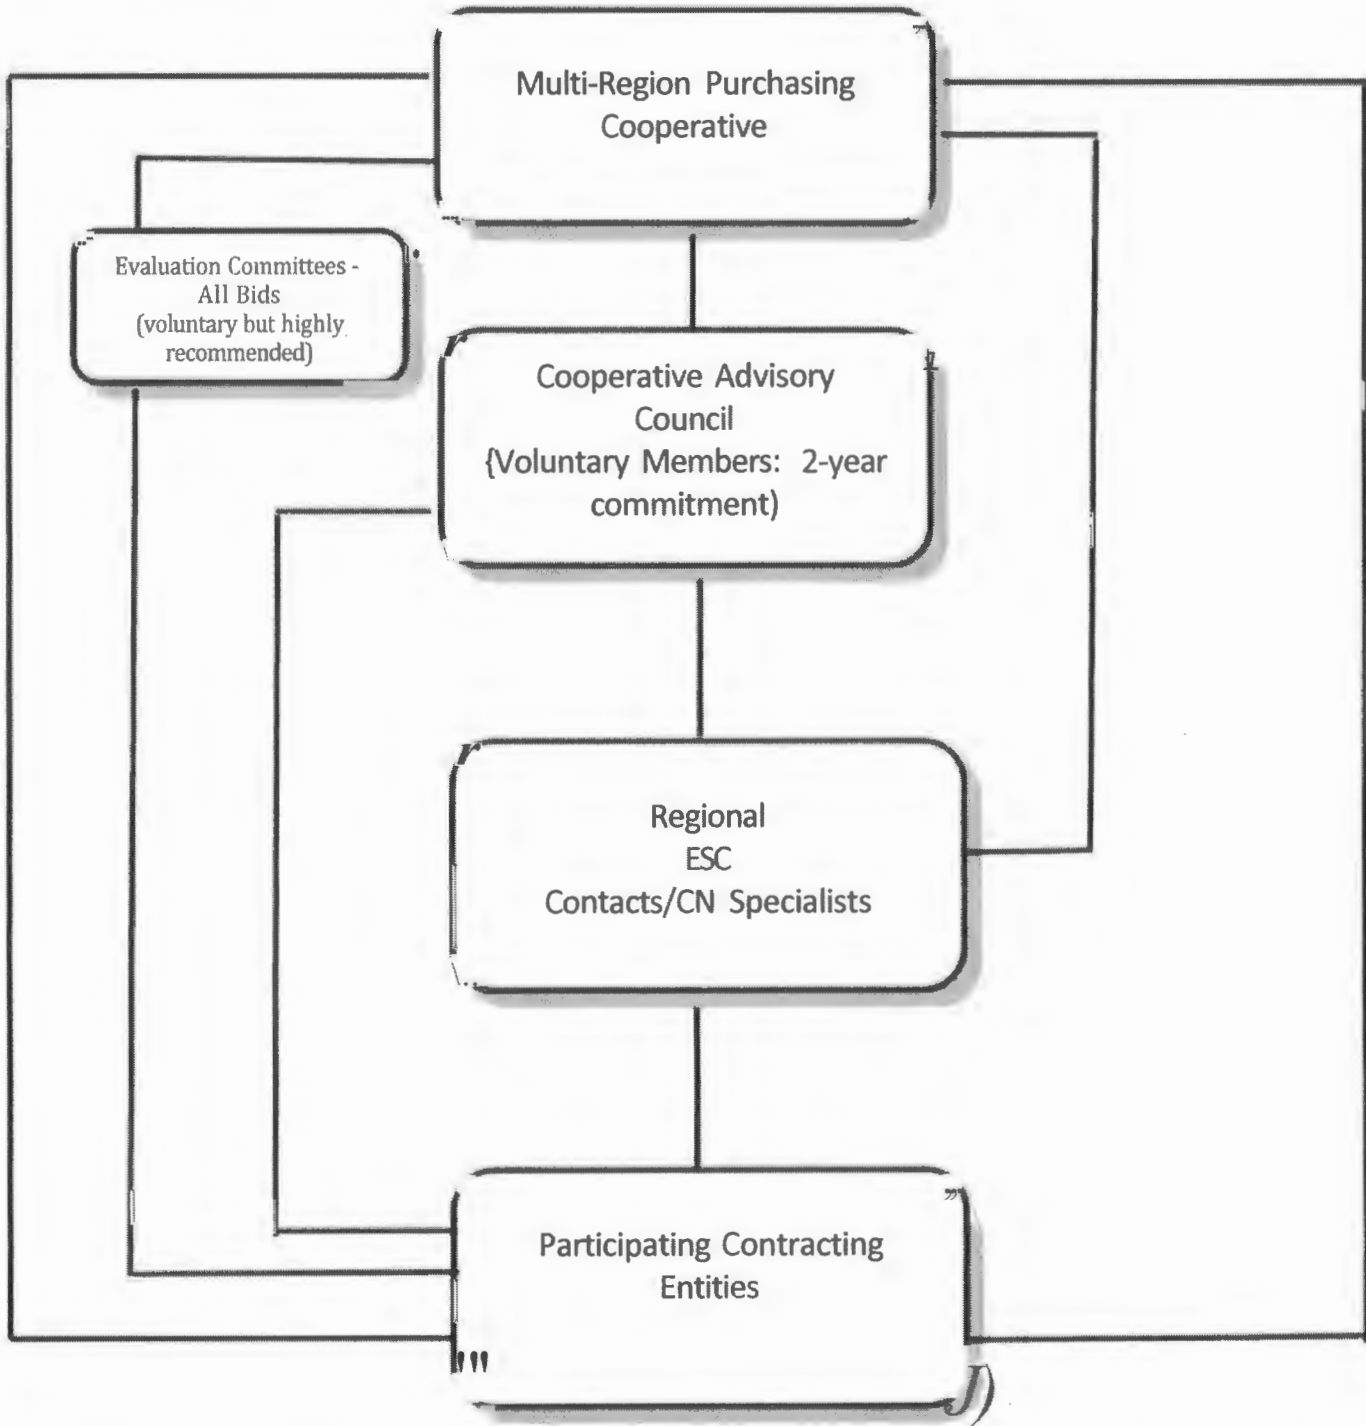 Multi-Region Purchasing
Cooperative
Evaluation Committees -
All Bids
(voluntary but highly
recommended)
Cooperative Advisory
Council
{Voluntary Members: 2-year
commitment)
Regional
ESC
Contacts/CN Specialists
Participating Contracting
Entities